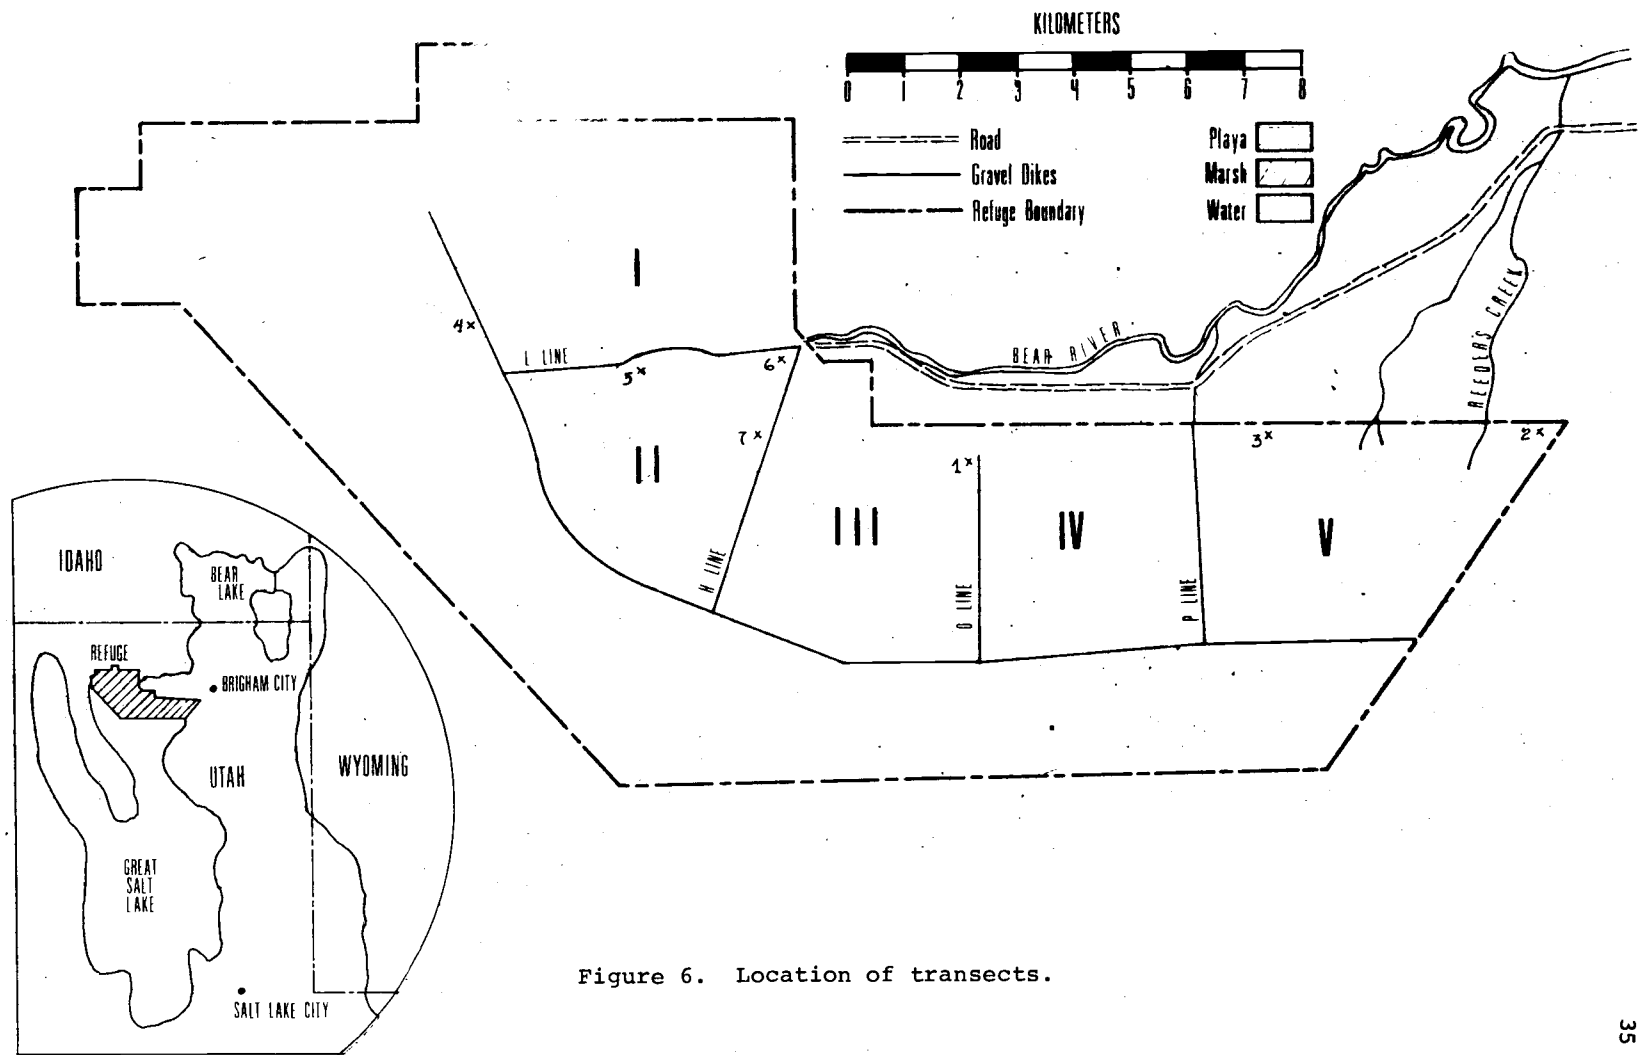 KILOMETERS
0 1 2 3 4 5 6 7 8
Road
Gravel Dikes
Refuge Boundary
Playa
Marsh
Water
I
4x
L LINE
5x
6x
BEAR RIVER
REEDERS CREEK
7x
II
1x
3x
2x
III
IV
V
H LINE
D LINE
P LINE
IDAHO
BEAR
LAKE
REFUGE
BRIGHAM CITY
UTAH
WYOMING
GREAT
SALT
LAKE
SALT LAKE CITY
Figure 6. Location of transects.
35